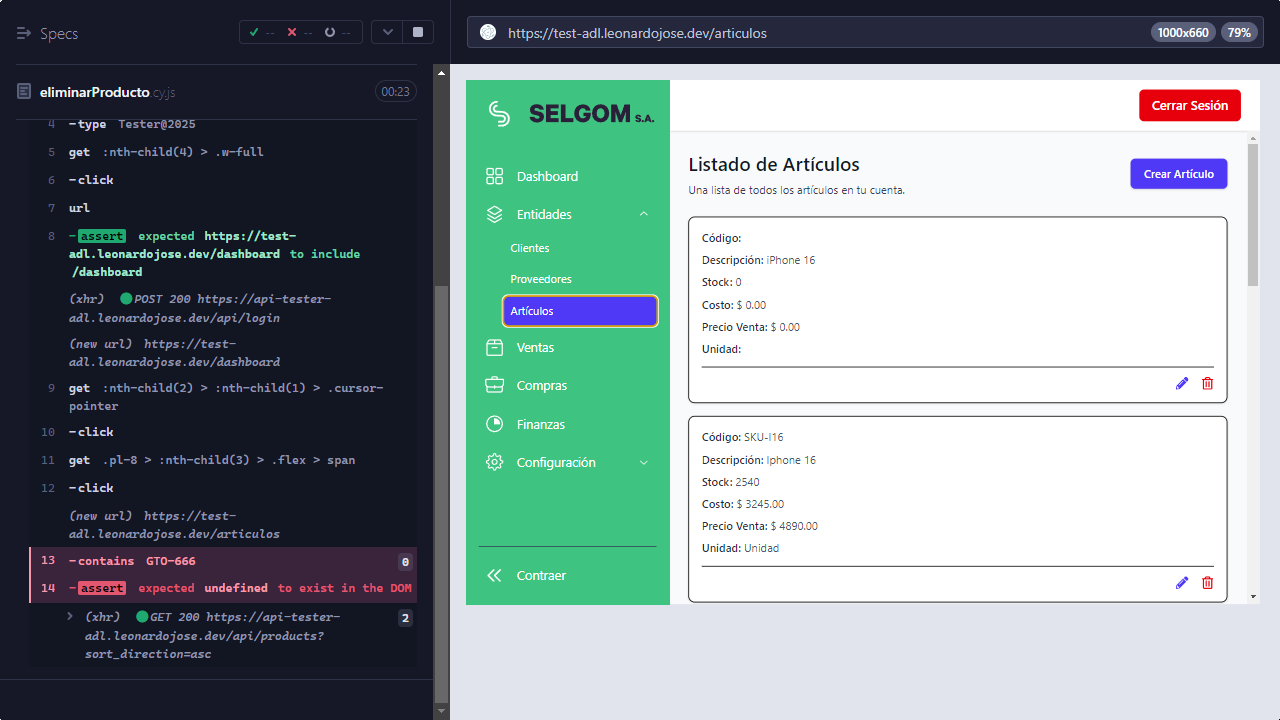 Specs
-- -- --
eliminarProducto.cy.js 00:23
4 -type Tester@2025
5 get :nth-child(4) > .w-full
6 -click
7 url
8 -assert expected https://test-
adl.leonardojose.dev/dashboard to include
/dashboard
(xhr) POST 200 https://api-tester-
adl.leonardojose.dev/api/login
(new url) https://test-
adl.leonardojose.dev/dashboard
9 get :nth-child(2) > :nth-child(1) > .cursor-
pointer
10 -click
11 get .pl-8 > :nth-child(3) > .flex > span
12 -click
(new url) https://test-
adl.leonardojose.dev/articulos
13 -contains GTO-666 0
14 -assert expected undefined to exist in the DOM
(xhr) GET 200 https://api-tester- 2
adl.leonardojose.dev/api/products?
sort_direction=asc
https://test-adl.leonardojose.dev/articulos 1000x660 79%
SELGOM S.A.
Dashboard
Entidades
Clientes
Proveedores
Artículos
Ventas
Compras
Finanzas
Configuración
Contraer
Cerrar Sesión
Listado de Artículos
Una lista de todos los artículos en tu cuenta.
Crear Artículo
Código:
Descripción: iPhone 16
Stock: 0
Costo: $ 0.00
Precio Venta: $ 0.00
Unidad:
Código: SKU-I16
Descripción: Iphone 16
Stock: 2540
Costo: $ 3245.00
Precio Venta: $ 4890.00
Unidad: Unidad